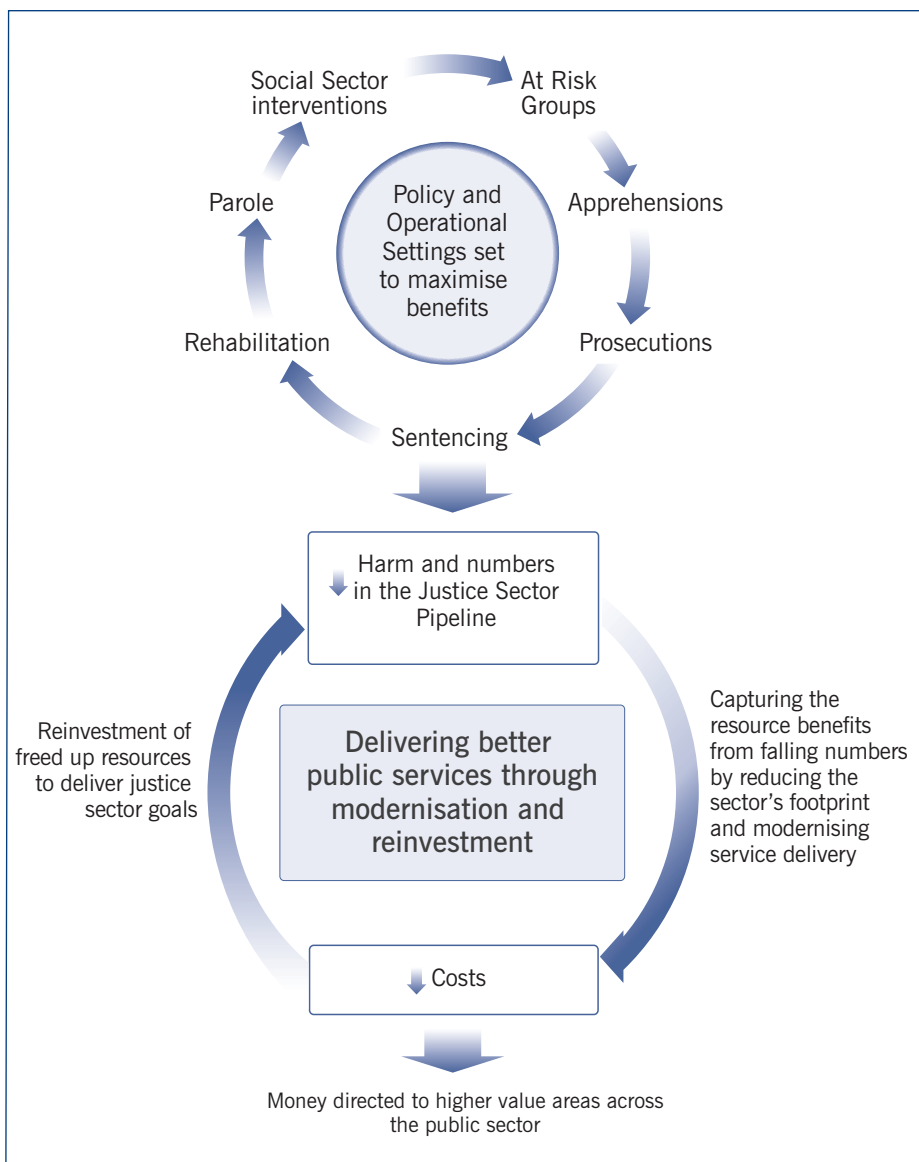 Social Sector
interventions
At Risk
Groups
Apprehensions
Prosecutions
Sentencing
Rehabilitation
Parole
Policy and
Operational
Settings set
to maximise
benefits
Harm and numbers
in the Justice Sector
Pipeline
Capturing the
resource benefits
from falling numbers
by reducing the
sector’s footprint
and modernising
service delivery
Delivering better
public services through
modernisation and
reinvestment
Reinvestment of
freed up resources
to deliver justice
sector goals
Costs
Money directed to higher value areas across
the public sector